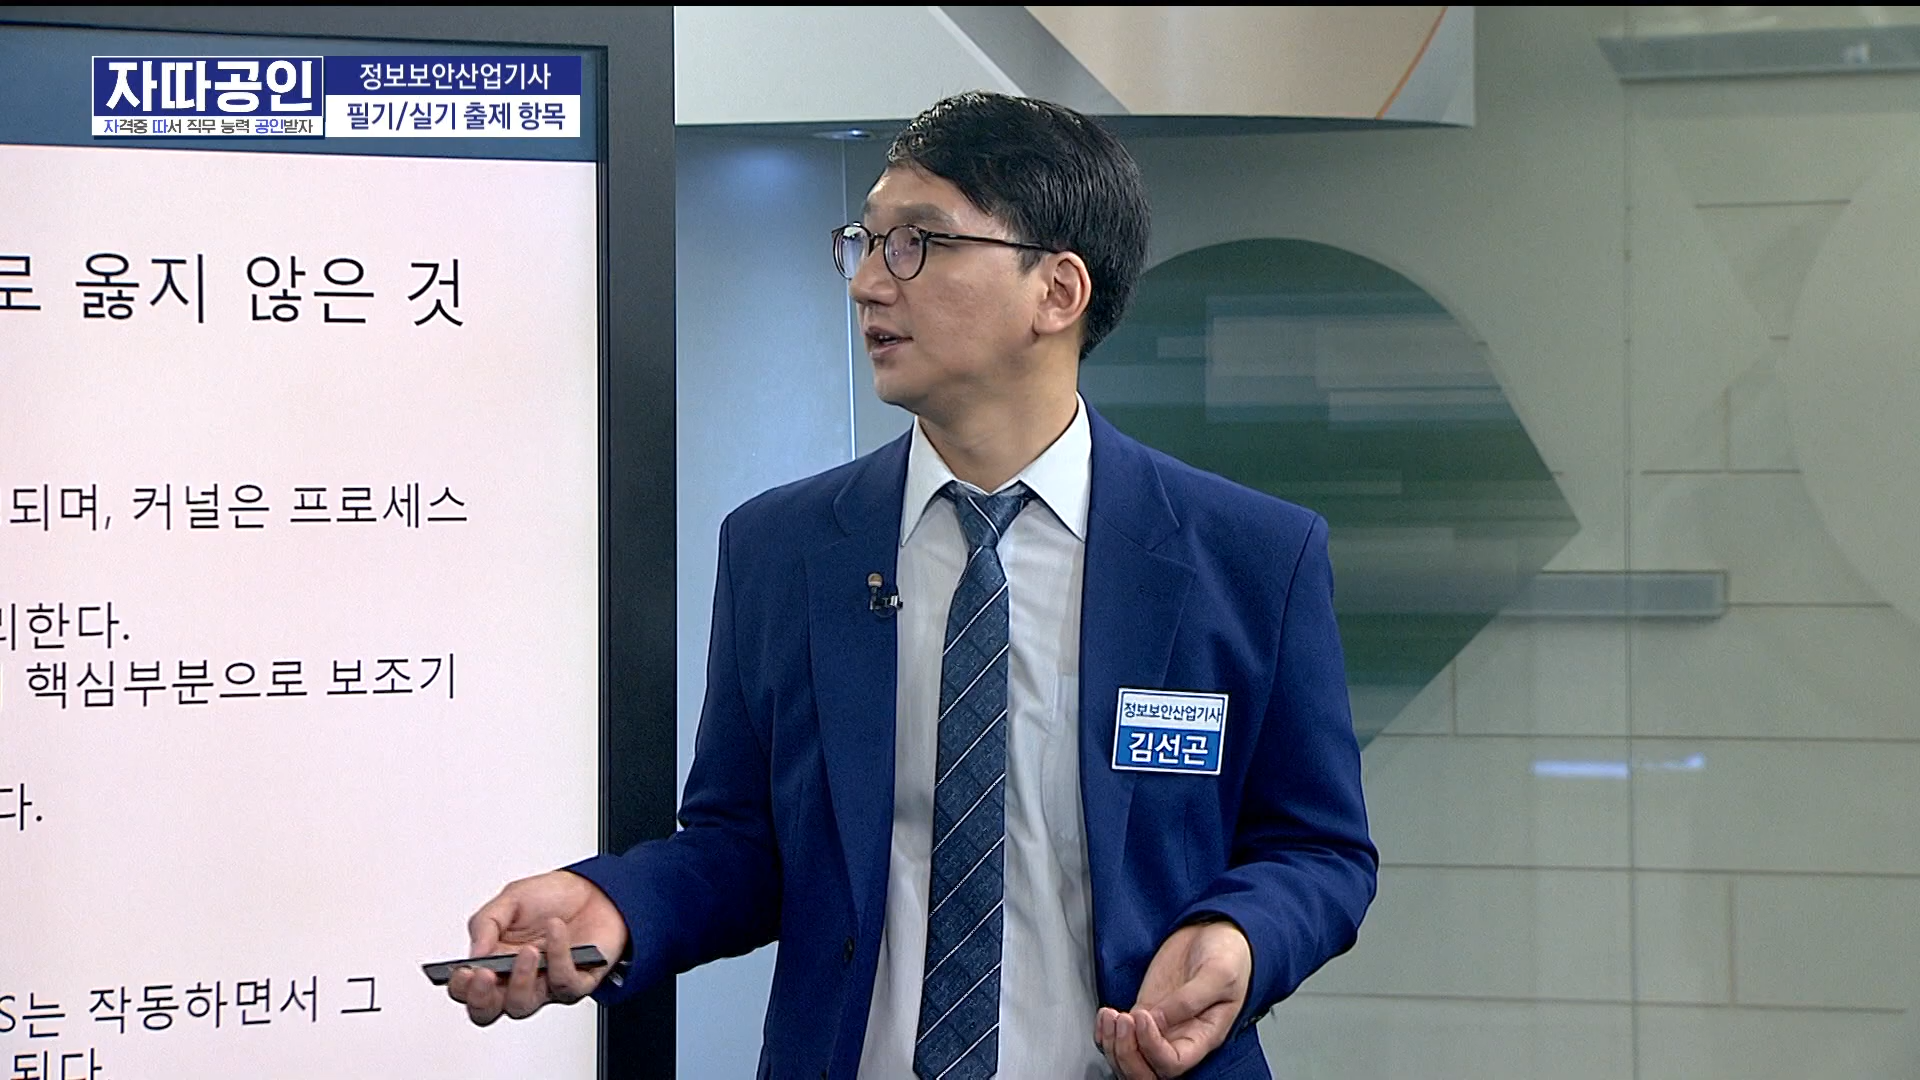 자따공인
자격증 따서 직무 능력 공인받자
정보보안산업기사
필기/실기 출제 항목
로 옳지 않은 것
되며, 커널은 프로세스
리한다.
핵심부분으로 보조기
다.
S는 작동하면서 그
된다.
정보보안산업기사
김선곤